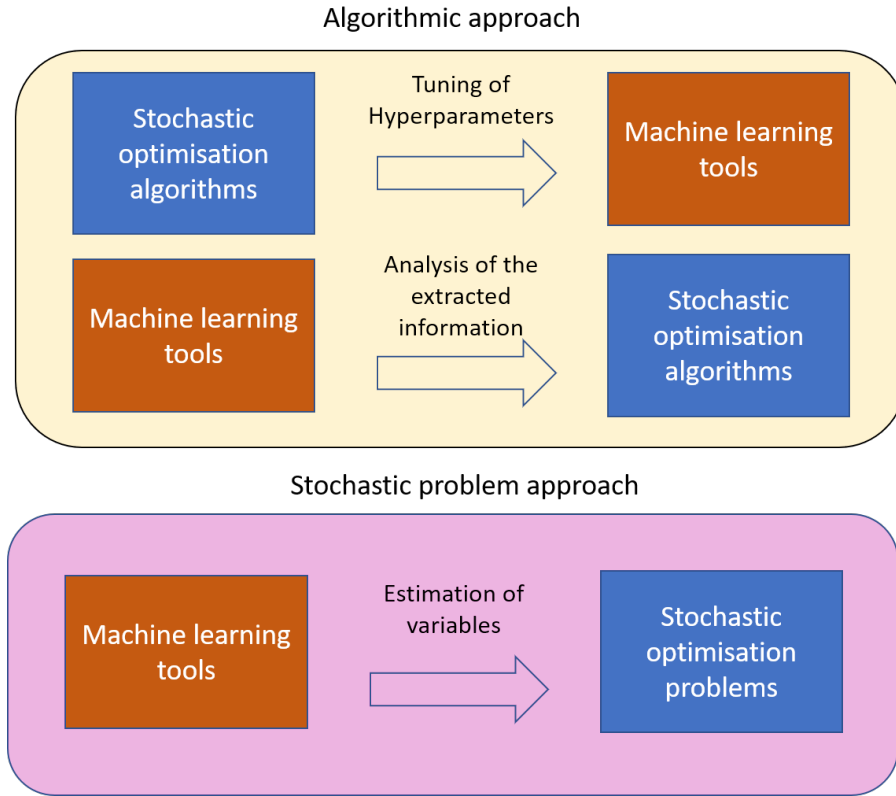 Algorithmic approach
Stochastic
optimisation
algorithms
Tuning of
Hyperparameters
Machine learning
tools
Machine learning
tools
Analysis of the
extracted
information
Stochastic
optimisation
algorithms
Stochastic problem approach
Machine learning
tools
Estimation of
variables
Stochastic
optimisation
problems